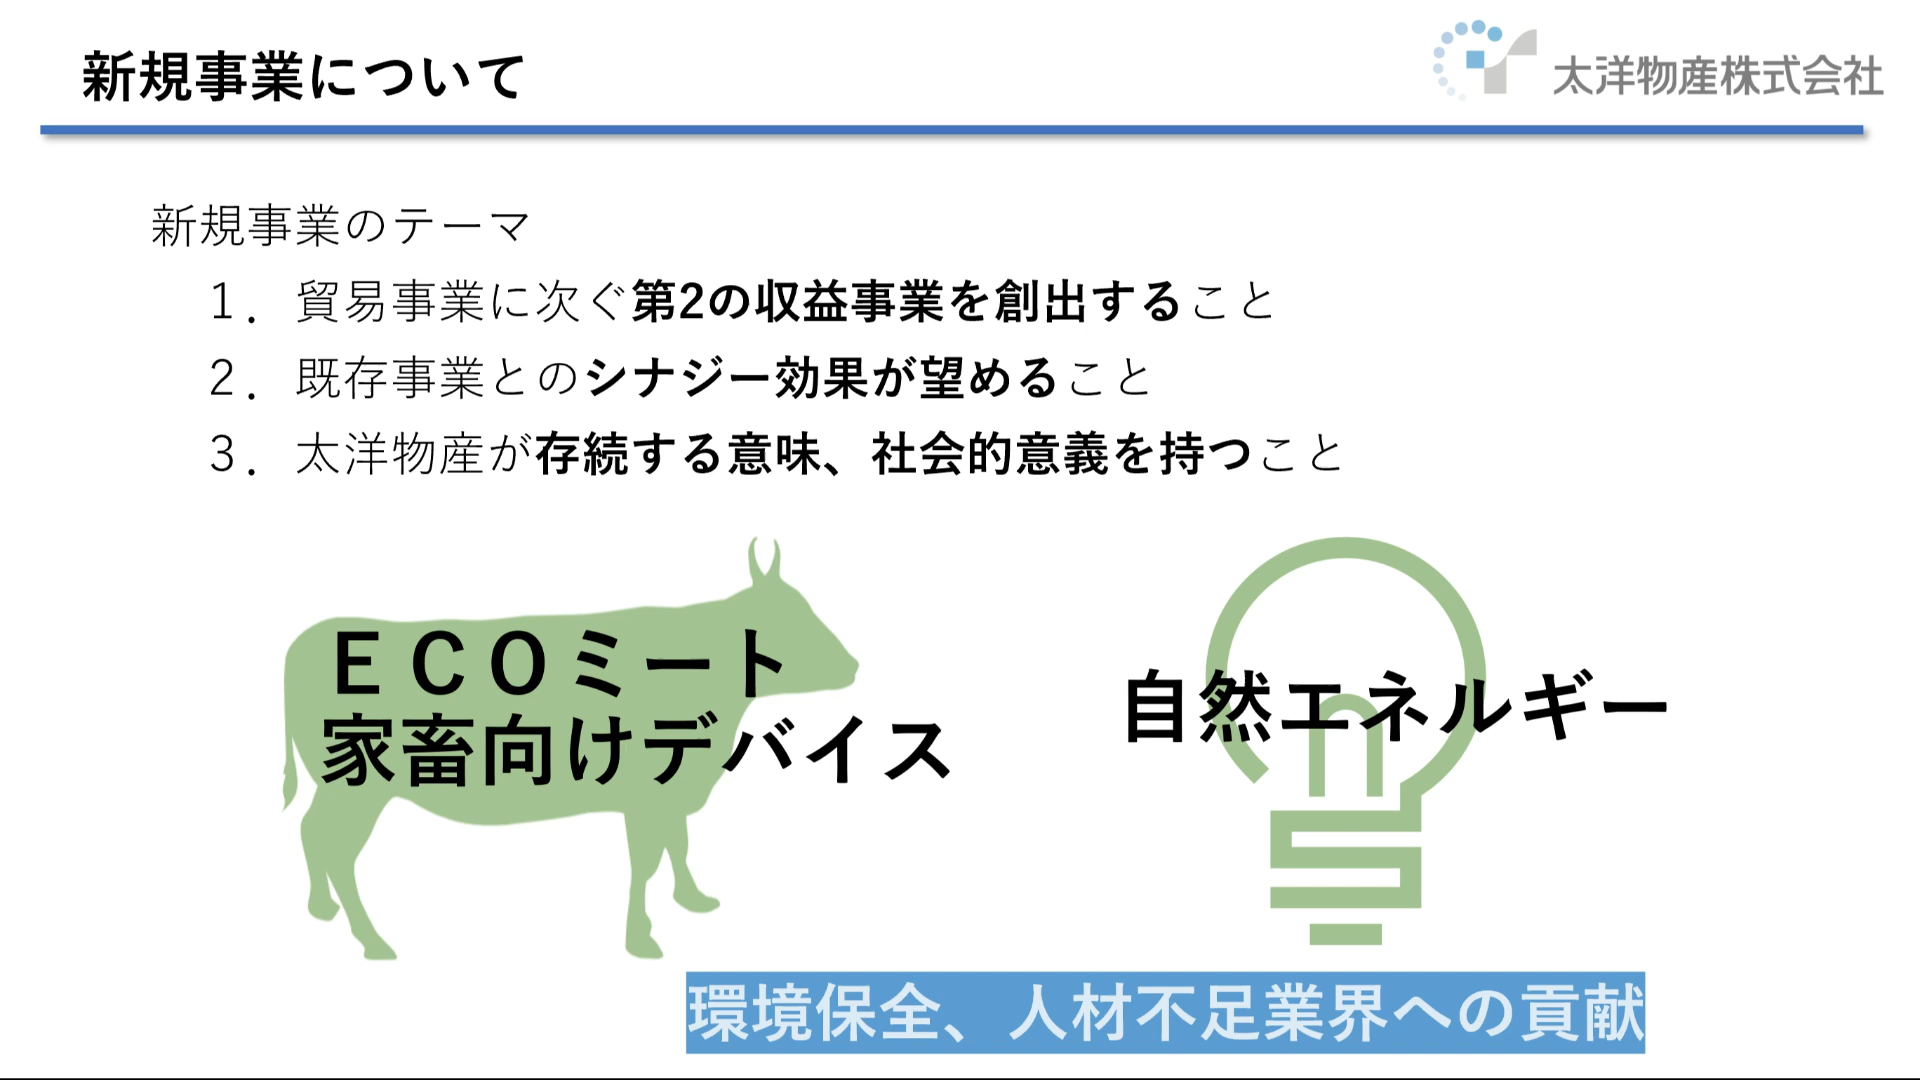 新規事業について
太洋物産株式会社
新規事業のテーマ
１．貿易事業に次ぐ第2の収益事業を創出すること
２．既存事業とのシナジー効果が望めること
３．太洋物産が存続する意味、社会的意義を持つこと
ＥＣＯミート
家畜向けデバイス
自然エネルギー
環境保全、人材不足業界への貢献